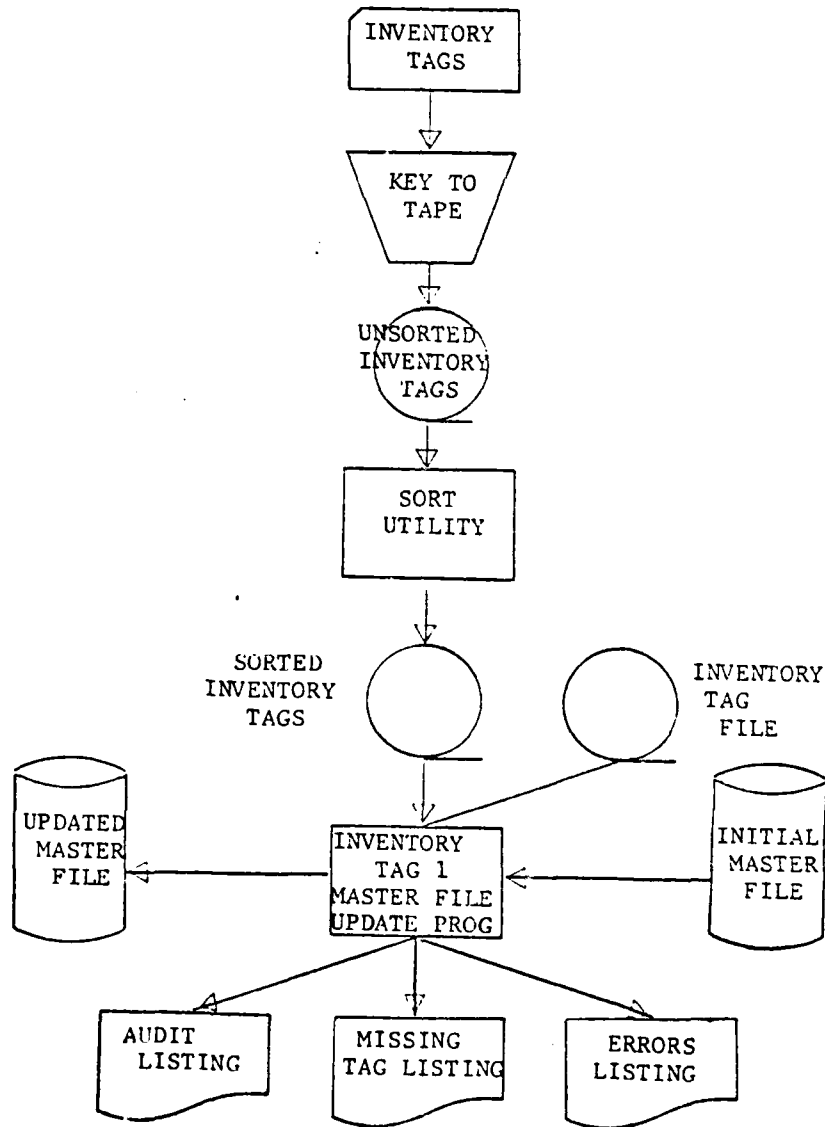 INVENTORY
TAGS
KEY TO
TAPE
UNSORTED
INVENTORY
TAGS
SORT
UTILITY
SORTED
INVENTORY
TAGS
INVENTORY
TAG
FILE
UPDATED
MASTER
FILE
INVENTORY
TAG 1
MASTER FILE
UPDATE PROG
INITIAL
MASTER
FILE
AUDIT
LISTING
MISSING
TAG LISTING
ERRORS
LISTING